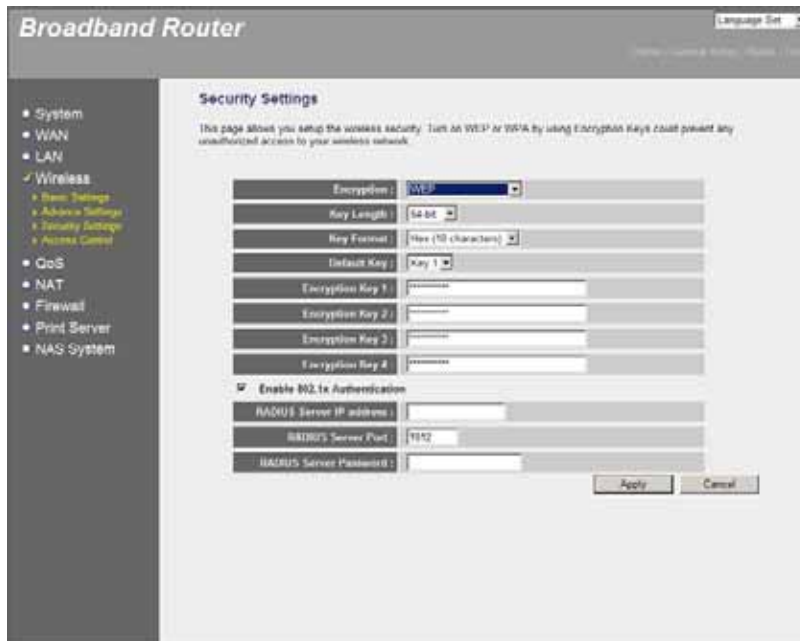 Broadband Router
Language Set
System
WAN
LAN
Wireless
Basic Settings
Advance Settings
Security Settings
Access Control
QoS
NAT
Firewall
Print Server
NAS System
Security Settings
This page allows you setup the wireless security. Turn on WEP or WPA by using Encryption Keys could prevent any
unauthorized access to your wireless network.
Encryption : WEP
Key Length : 64-bit
Key Format : Hex (10 characters)
Default Key : Key 1
Encryption Key 1 : **********
Encryption Key 2 : **********
Encryption Key 3 : **********
Encryption Key 4 : **********
Enable 802.1x Authentication
RADIUS Server IP address :
RADIUS Server Port : 1812
RADIUS Server Password :
Apply Cancel